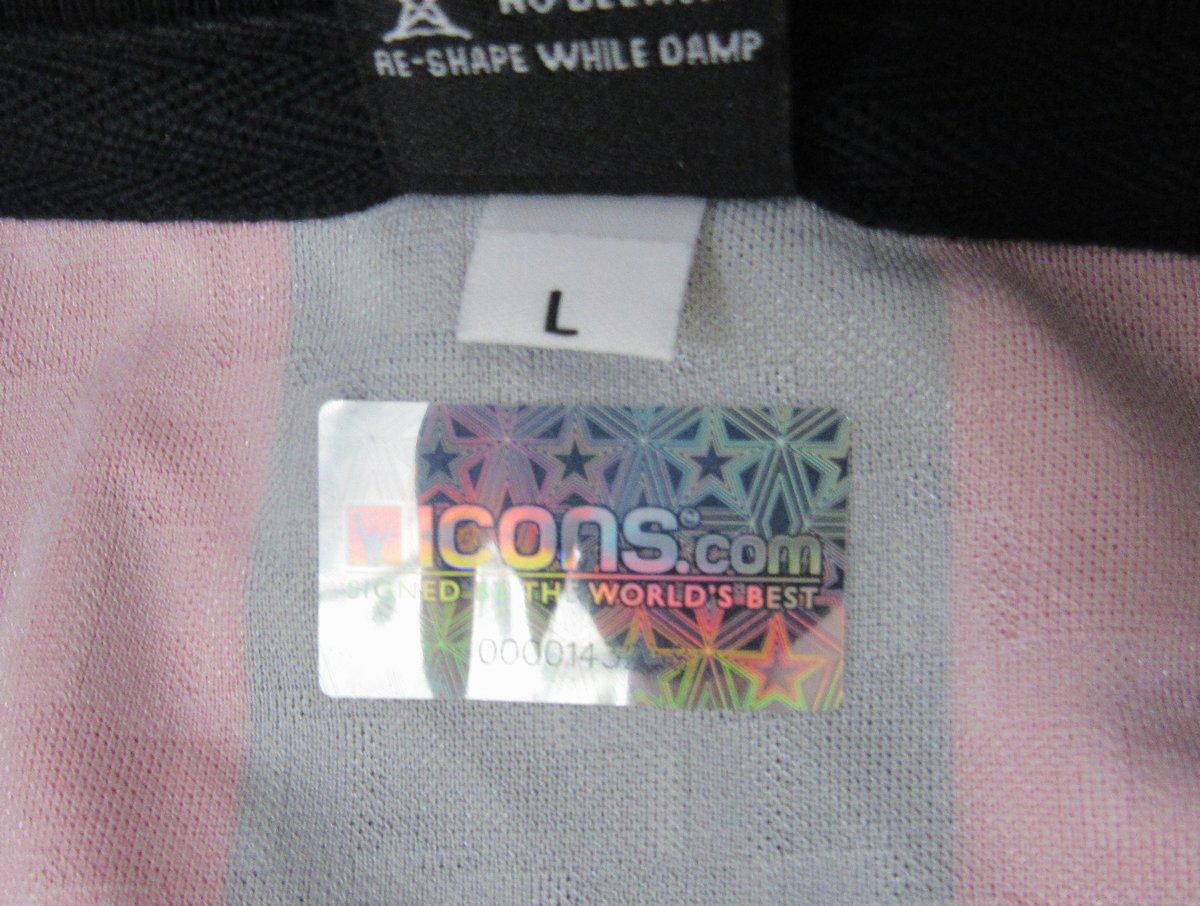 RE-SHAPE WHILE DAMP
L
ICONS.com
SIGNED BY THE WORLD'S BEST